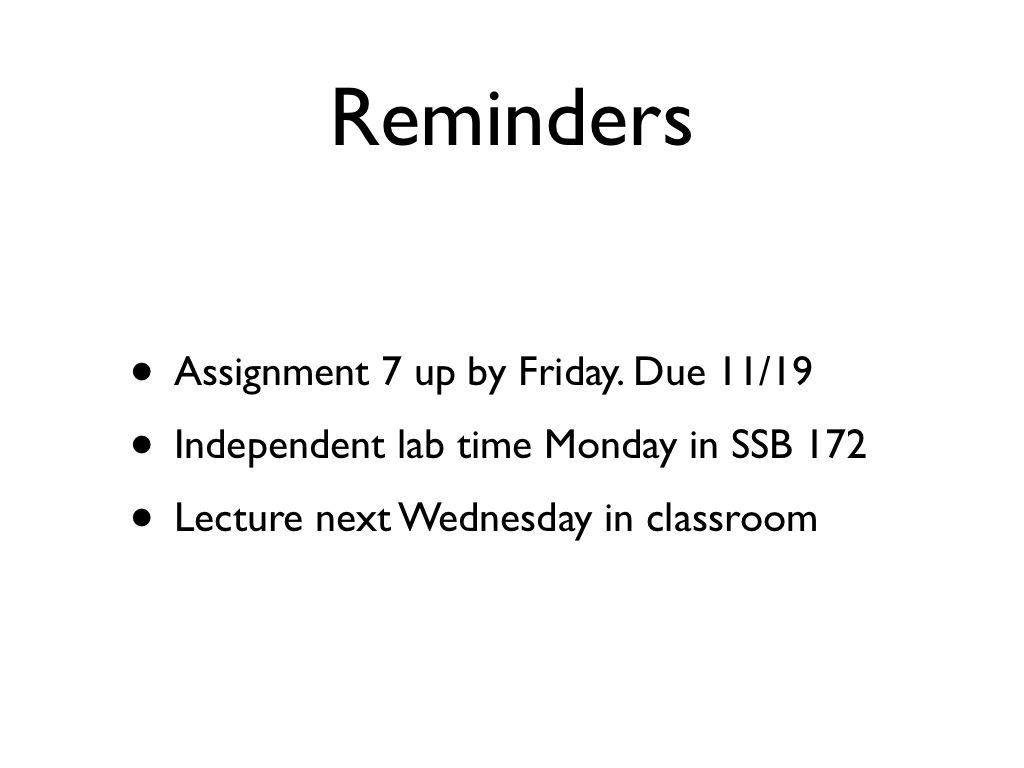 Reminders
• Assignment 7 up by Friday. Due 11/19
• Independent lab time Monday in SSB 172
• Lecture next Wednesday in classroom